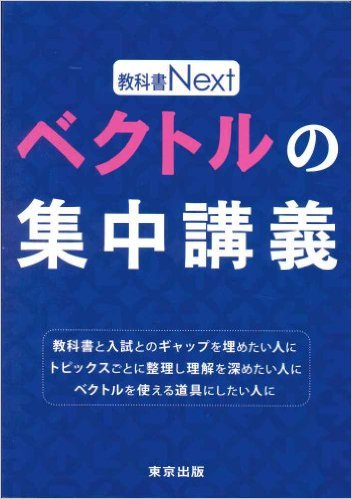 教科書Next
ベクトルの
集中講義
教科書と入試とのギャップを埋めたい人に
トピックスごとに整理し理解を深めたい人に
ベクトルを使える道具にしたい人に
東京出版